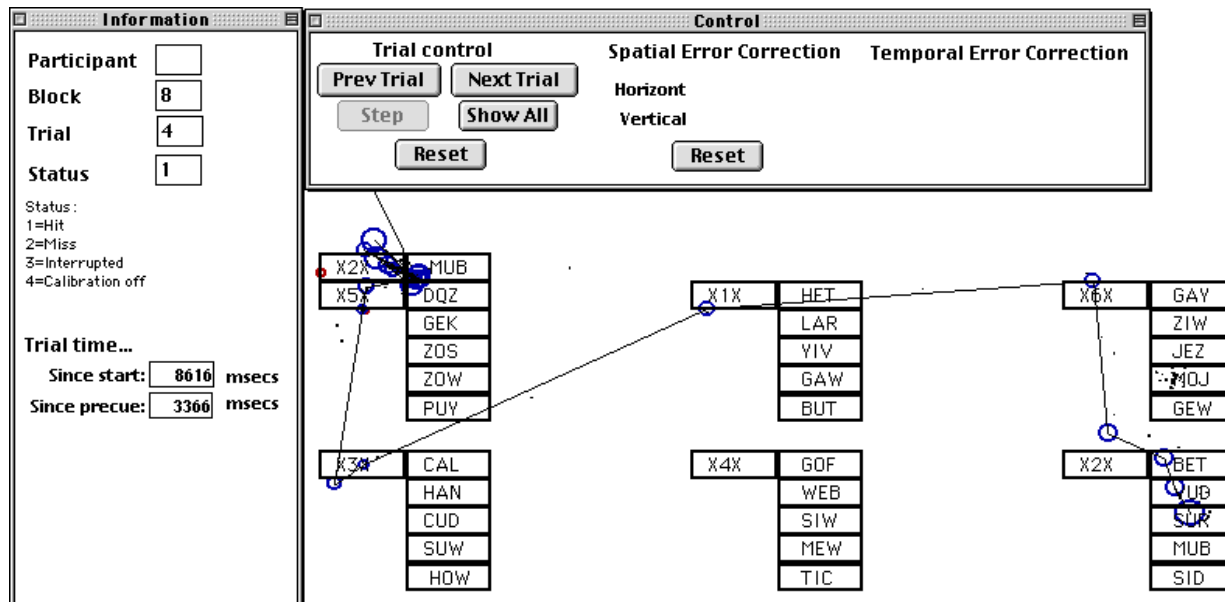 Information
Participant
Block 8
Trial 4
Status 1
Status:
1=Hit
2=Miss
3=Interrupted
4=Calibration off
Trial time...
Since start: 8616 msecs
Since precue: 3366 msecs
Control
Trial control
Prev Trial Next Trial
Step Show All
Reset
Spatial Error Correction
Horizont
Vertical
Reset
Temporal Error Correction
X2X MUB
X5X DQZ
GEK
ZOS
ZOW
PUY
X1X HET
LAR
YIV
GAW
BUT
X6X GAY
ZIW
JEZ
MOJ
GEW
X3X CAL
HAN
CUD
SUW
HOW
X4X GOF
WEB
SIW
MEW
TIC
X2X BET
SUR
MUB
SID